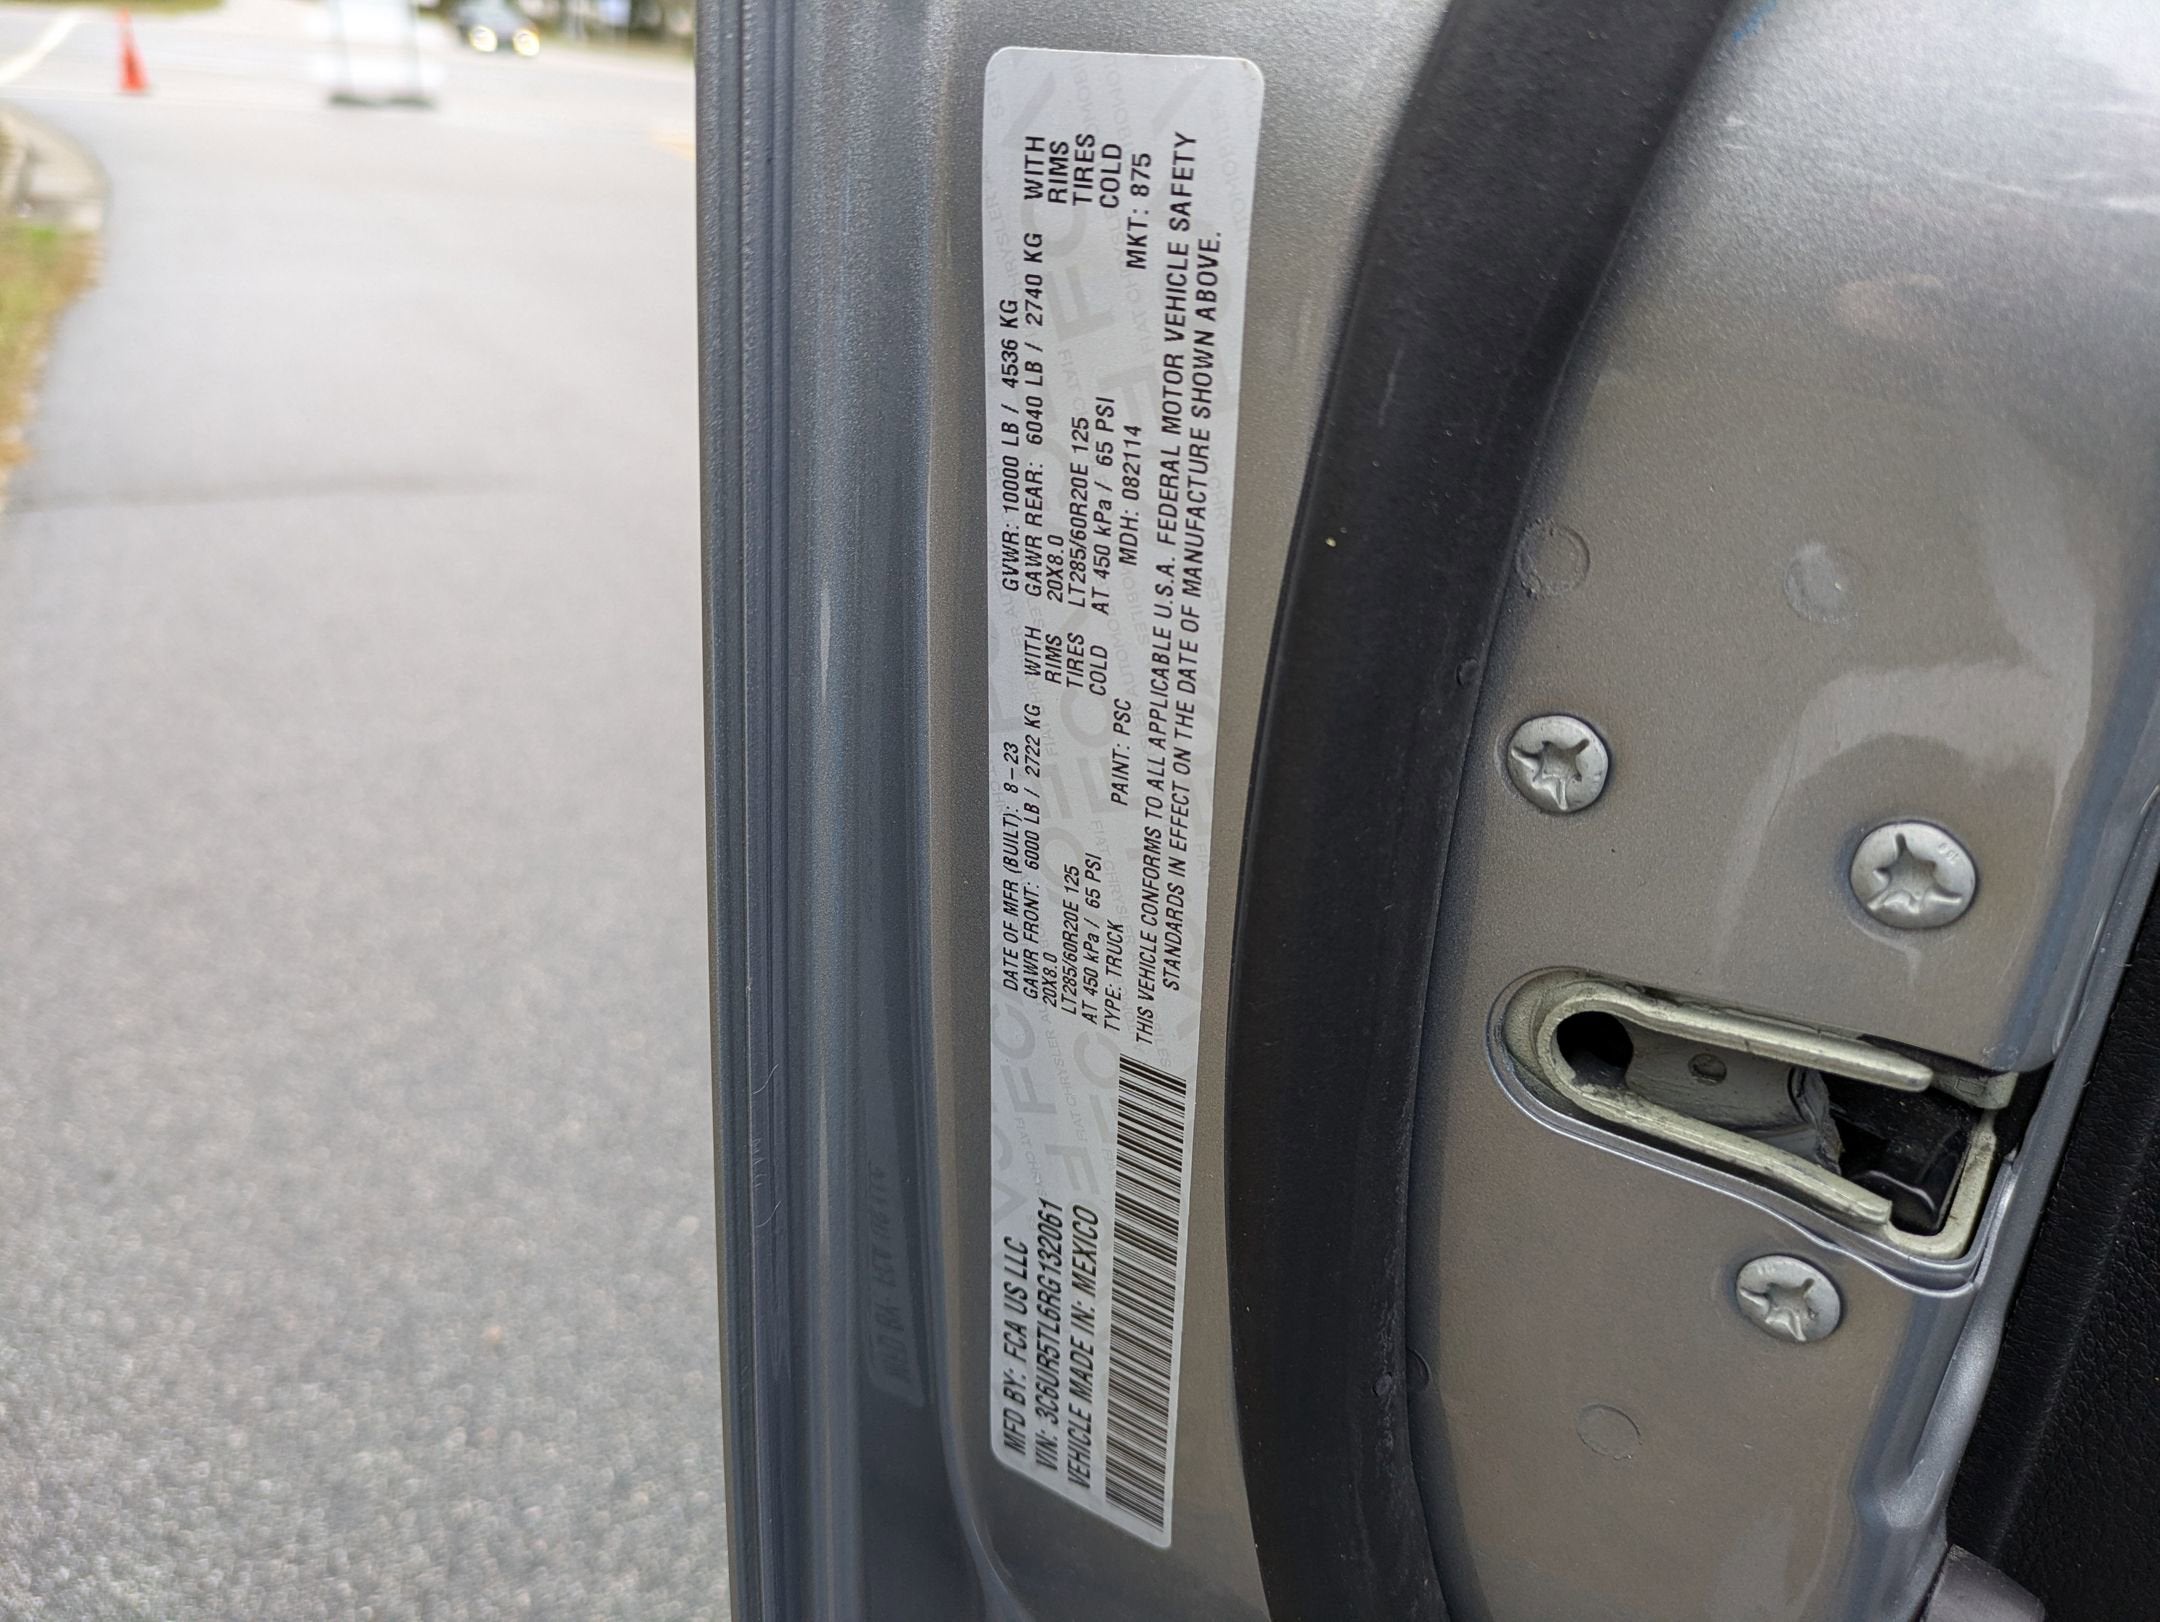 MFD BY: FCA US LLC
VIN: 3C6UR5TL6RG132061
VEHICLE MADE IN: MEXICO
DATE OF MFR (BUILT): 8-23 GVWR: 10000 LB / 4536 KG
GAWR FRONT: 6000 LB / 2722 KG WITH GAWR REAR: 6040 LB / 2740 KG WITH
20X8.0 RIMS 20X8.0 RIMS
LT285/60R20E 125 TIRES LT285/60R20E 125 TIRES
AT 450 kPa / 65 PSI COLD AT 450 kPa / 65 PSI COLD
TYPE: TRUCK PAINT: PSC MDH: 082114 MKT: 875
THIS VEHICLE CONFORMS TO ALL APPLICABLE U.S.A. FEDERAL MOTOR VEHICLE SAFETY
STANDARDS IN EFFECT ON THE DATE OF MANUFACTURE SHOWN ABOVE.